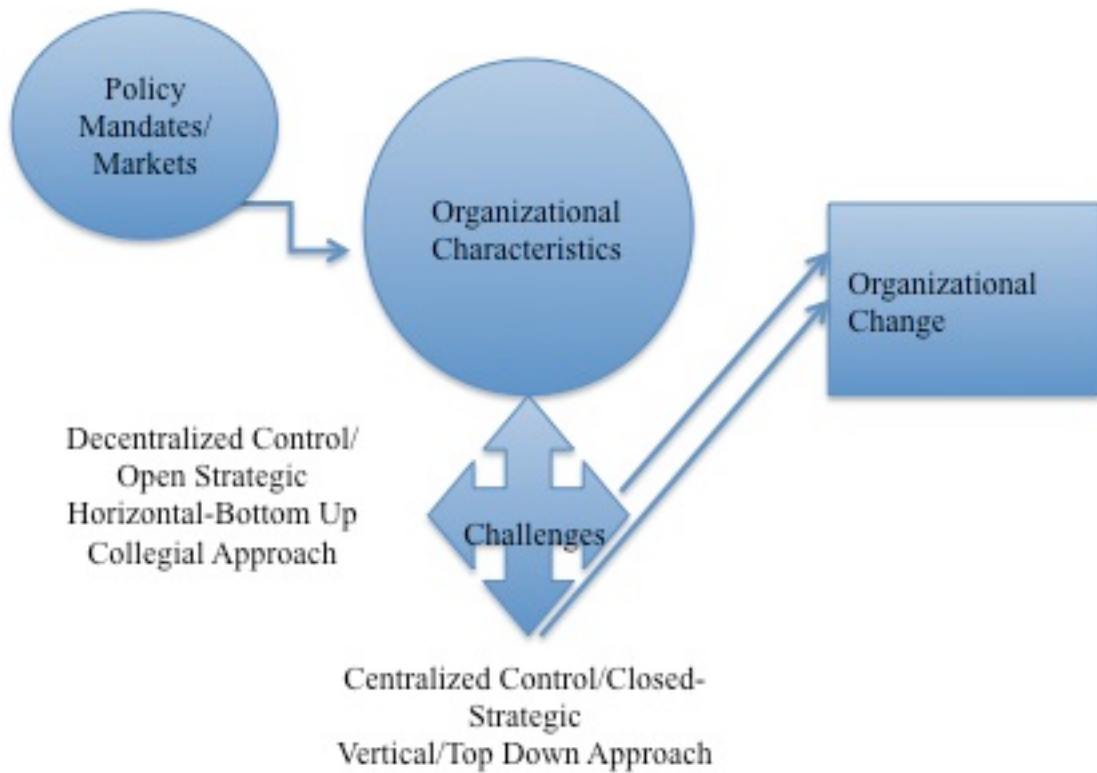 Policy
Mandates/
Markets
Organizational
Characteristics
Organizational
Change
Decentralized Control/
Open Strategic
Horizontal-Bottom Up
Collegial Approach
Challenges
Centralized Control/Closed-
Strategic
Vertical/Top Down Approach